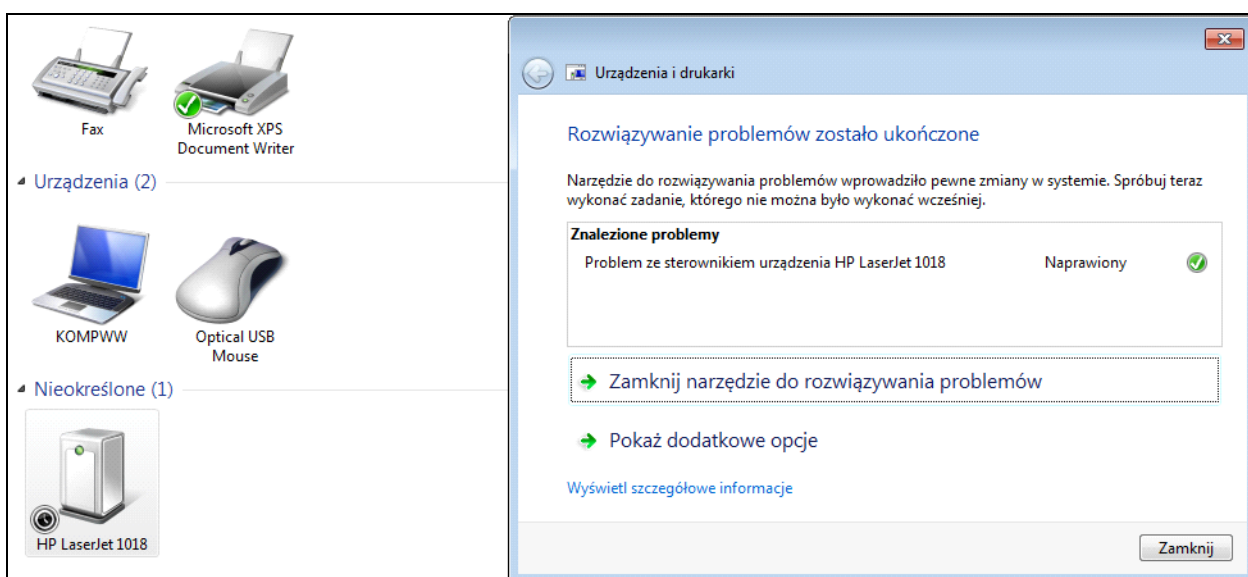 Fax
Microsoft XPS
Document Writer
Urządzenia (2)
KOMPWW
Optical USB
Mouse
Nieokreślone (1)
HP LaserJet 1018
Urządzenia i drukarki
Rozwiązywanie problemów zostało ukończone
Narzędzie do rozwiązywania problemów wprowadziło pewne zmiany w systemie. Spróbuj teraz
wykonać zadanie, którego nie można było wykonać wcześniej.
Znalezione problemy
Problem ze sterownikiem urządzenia HP LaserJet 1018 Naprawiony
Zamknij narzędzie do rozwiązywania problemów
Pokaż dodatkowe opcje
Wyświetl szczegółowe informacje
Zamknij